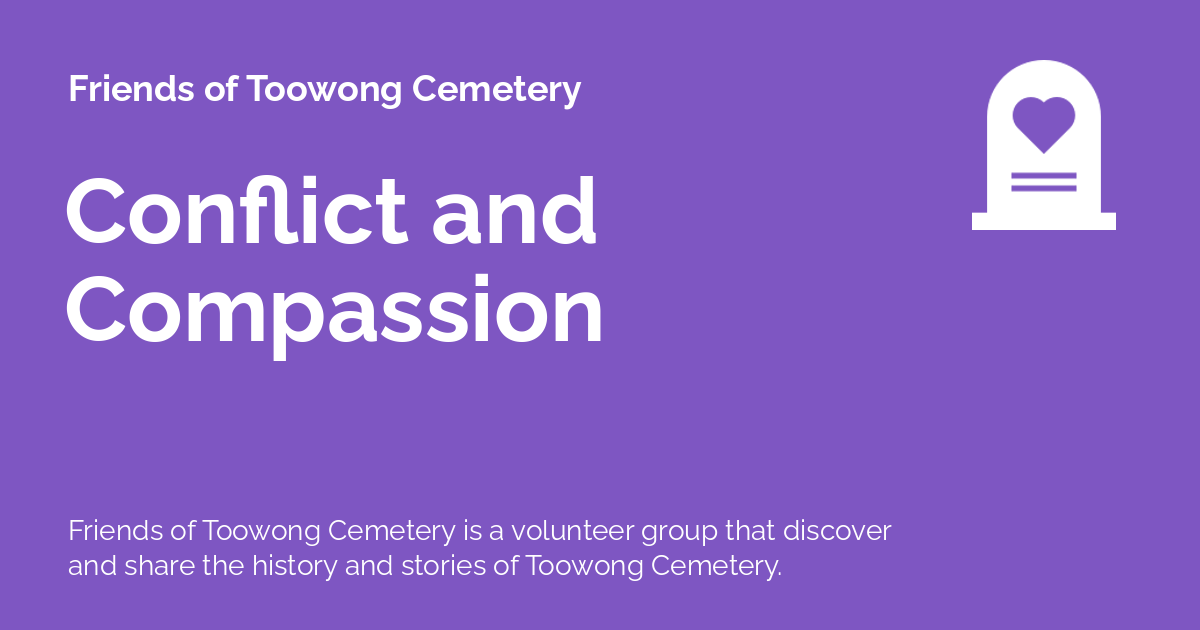 Friends of Toowong Cemetery
Conflict and
Compassion
Friends of Toowong Cemetery is a volunteer group that discover
and share the history and stories of Toowong Cemetery.